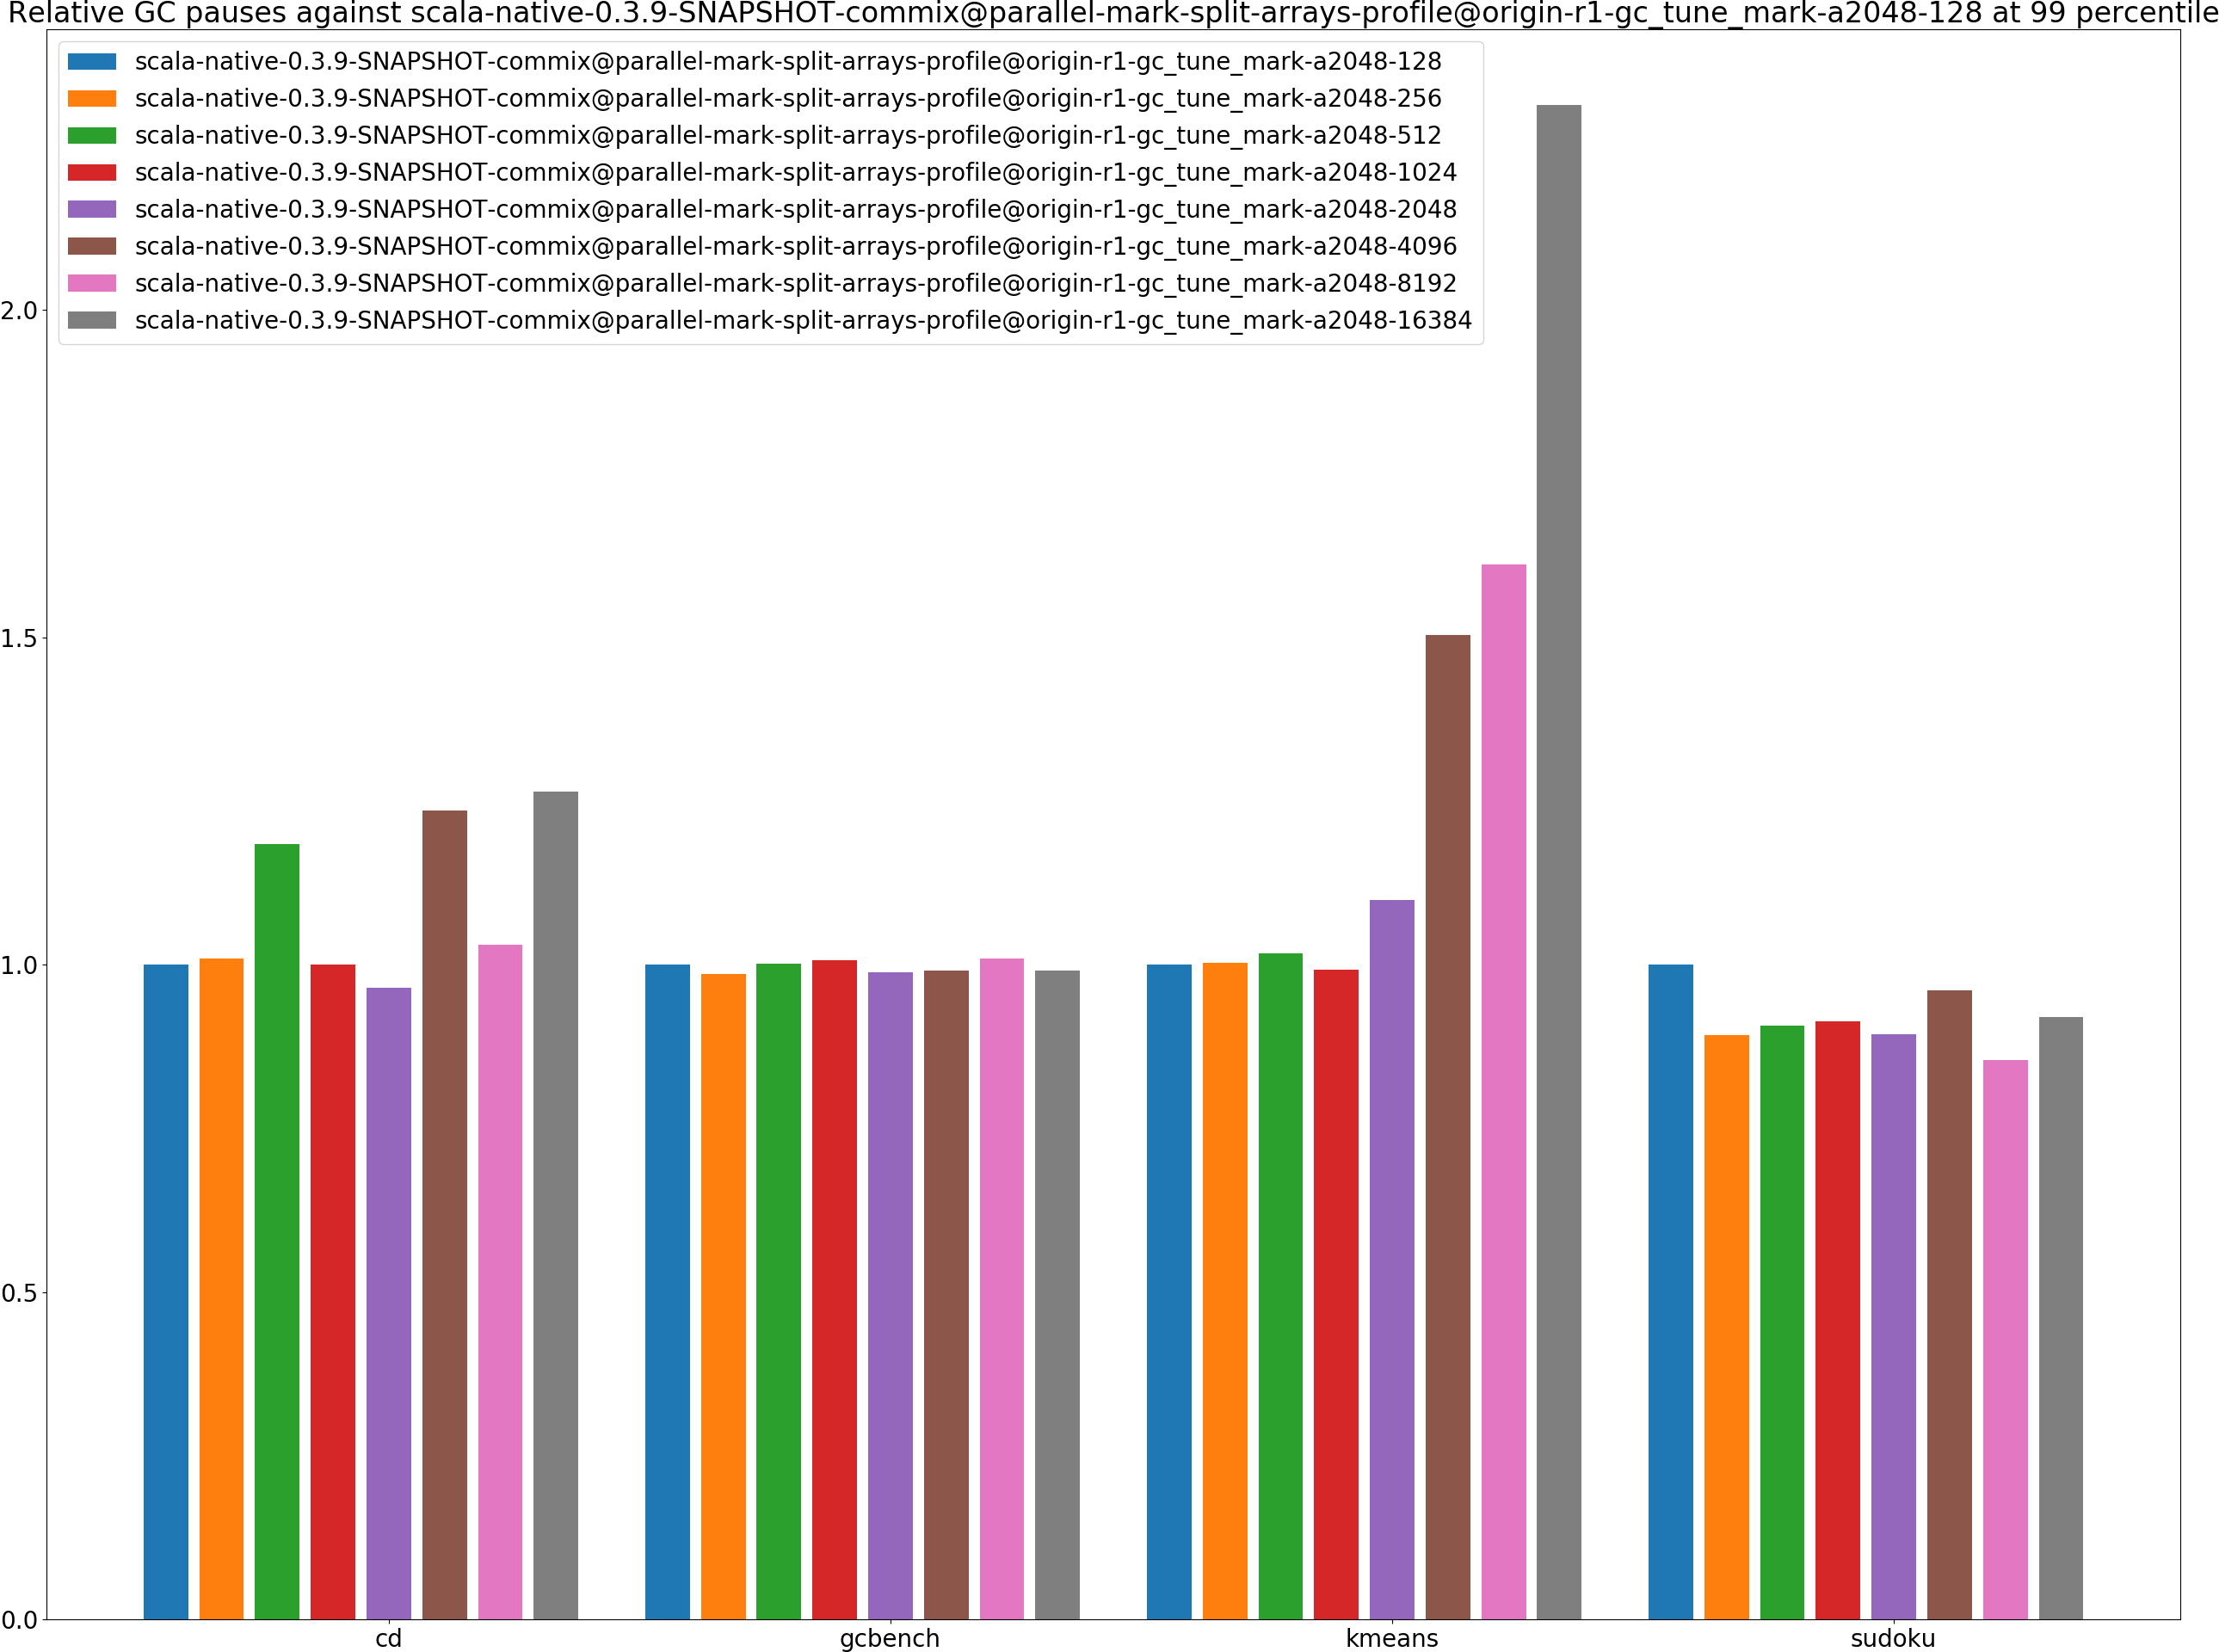 Relative GC pauses against scala-native-0.3.9-SNAPSHOT-commix@parallel-mark-split-arrays-profile@origin-r1-gc_tune_mark-a2048-128 at 99 percentile
scala-native-0.3.9-SNAPSHOT-commix@parallel-mark-split-arrays-profile@origin-r1-gc_tune_mark-a2048-128
scala-native-0.3.9-SNAPSHOT-commix@parallel-mark-split-arrays-profile@origin-r1-gc_tune_mark-a2048-256
scala-native-0.3.9-SNAPSHOT-commix@parallel-mark-split-arrays-profile@origin-r1-gc_tune_mark-a2048-512
scala-native-0.3.9-SNAPSHOT-commix@parallel-mark-split-arrays-profile@origin-r1-gc_tune_mark-a2048-1024
scala-native-0.3.9-SNAPSHOT-commix@parallel-mark-split-arrays-profile@origin-r1-gc_tune_mark-a2048-2048
scala-native-0.3.9-SNAPSHOT-commix@parallel-mark-split-arrays-profile@origin-r1-gc_tune_mark-a2048-4096
scala-native-0.3.9-SNAPSHOT-commix@parallel-mark-split-arrays-profile@origin-r1-gc_tune_mark-a2048-8192
scala-native-0.3.9-SNAPSHOT-commix@parallel-mark-split-arrays-profile@origin-r1-gc_tune_mark-a2048-16384
2.0
1.5
1.0
0.5
0.0
cd gcbench kmeans sudoku